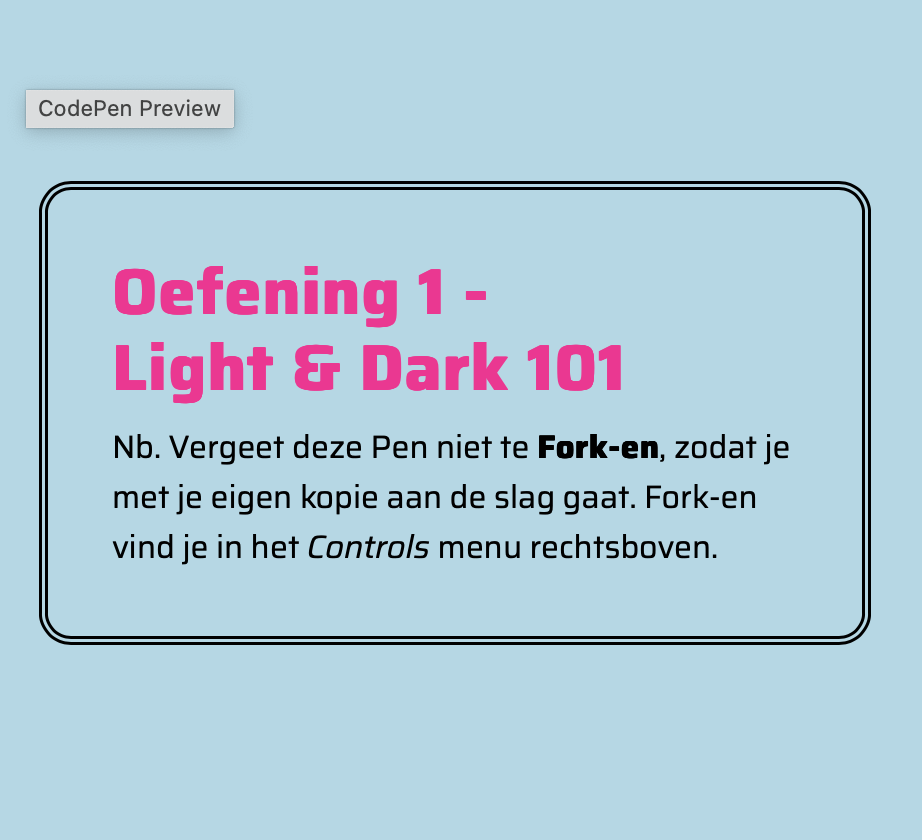 CodePen Preview
Oefening 1 -
Light & Dark 101
Nb. Vergeet deze Pen niet te Fork-en, zodat je
met je eigen kopie aan de slag gaat. Fork-en
vind je in het Controls menu rechtsboven.